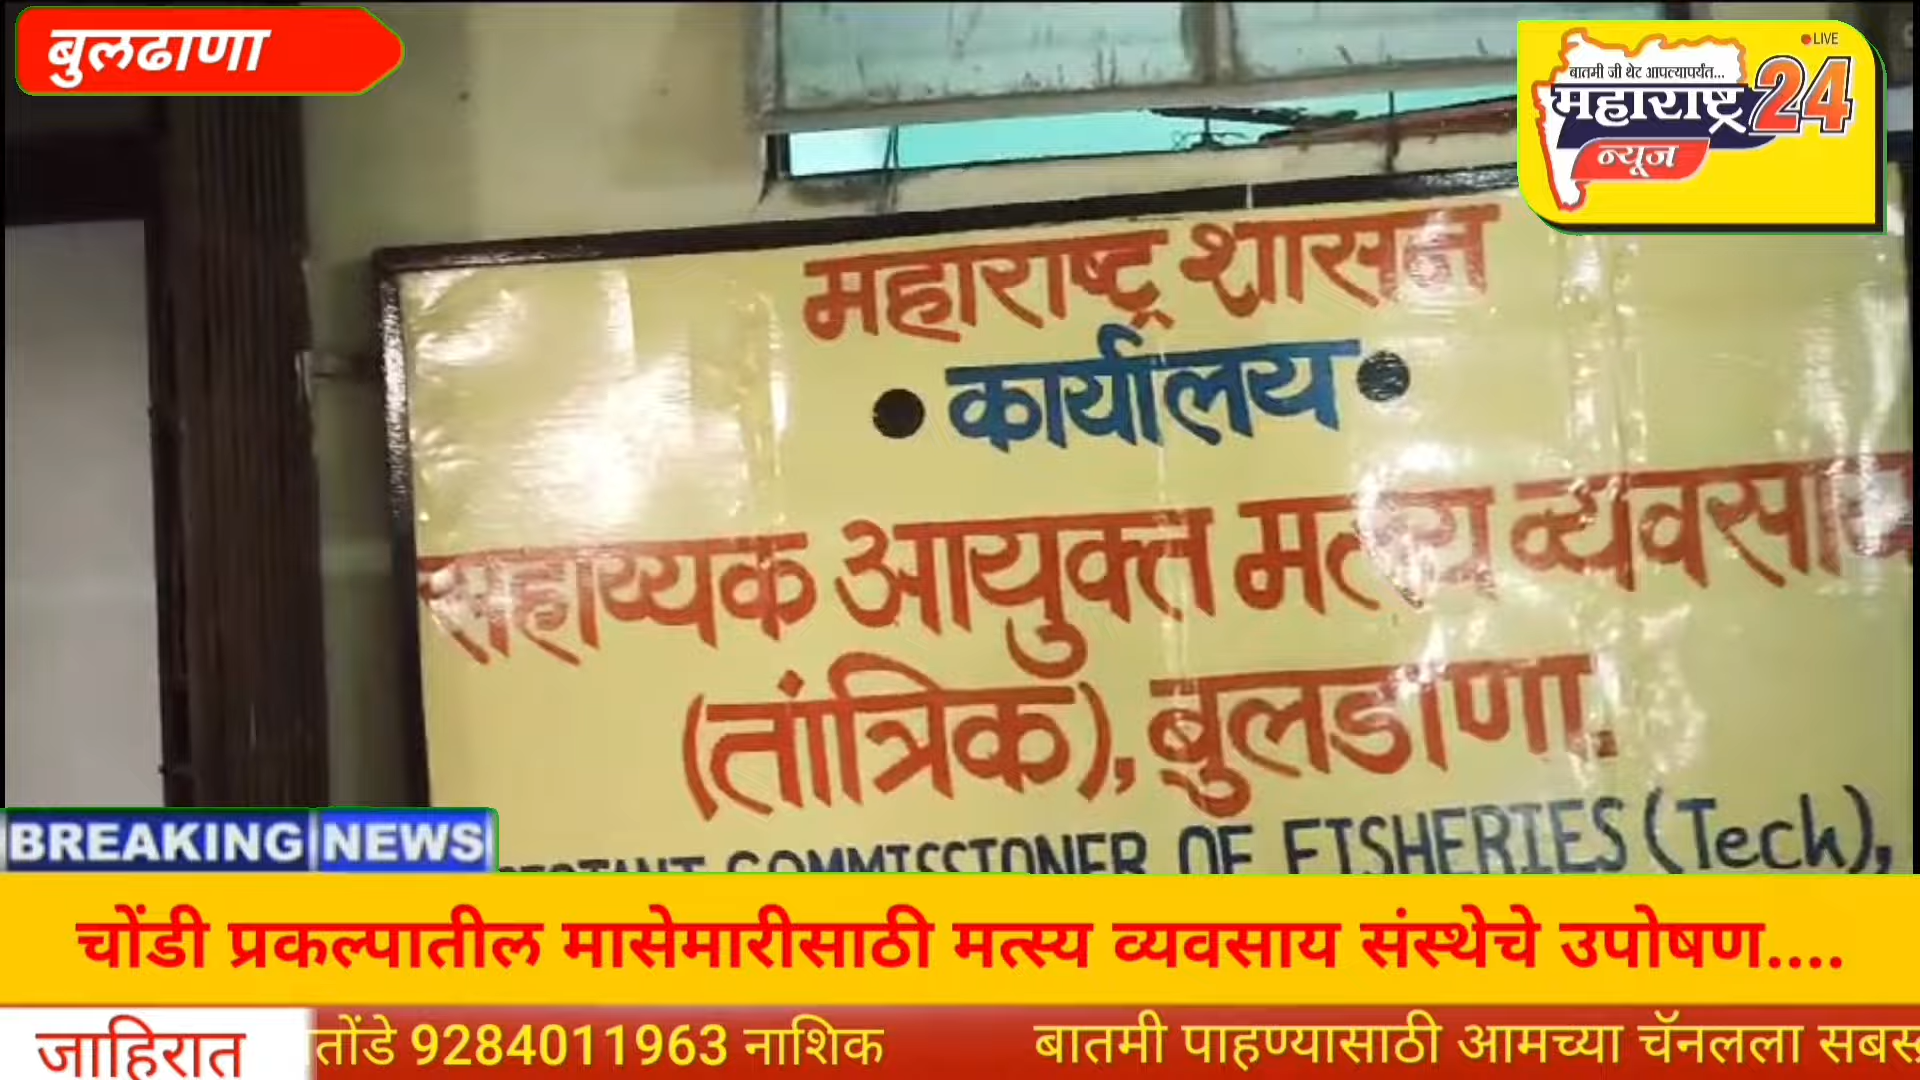 बुलढाणा
LIVE
बातमी जी थेट आपल्यापर्यंत...
महाराष्ट्र 24
न्यूज
महाराष्ट्र शासन
• कार्यालय •
सहाय्यक आयुक्त मत्स्य व्यवसाय
(तांत्रिक), बुलडाणा.
COMMISSIONER OF FISHERIES (Tech),
BREAKING NEWS
चोंडी प्रकल्पातील मासेमारीसाठी मत्स्य व्यवसाय संस्थेचे उपोषण....
जाहिरात
तोंडे 9284011963 नाशिक बातमी पाहण्यासाठी आमच्या चॅनलला